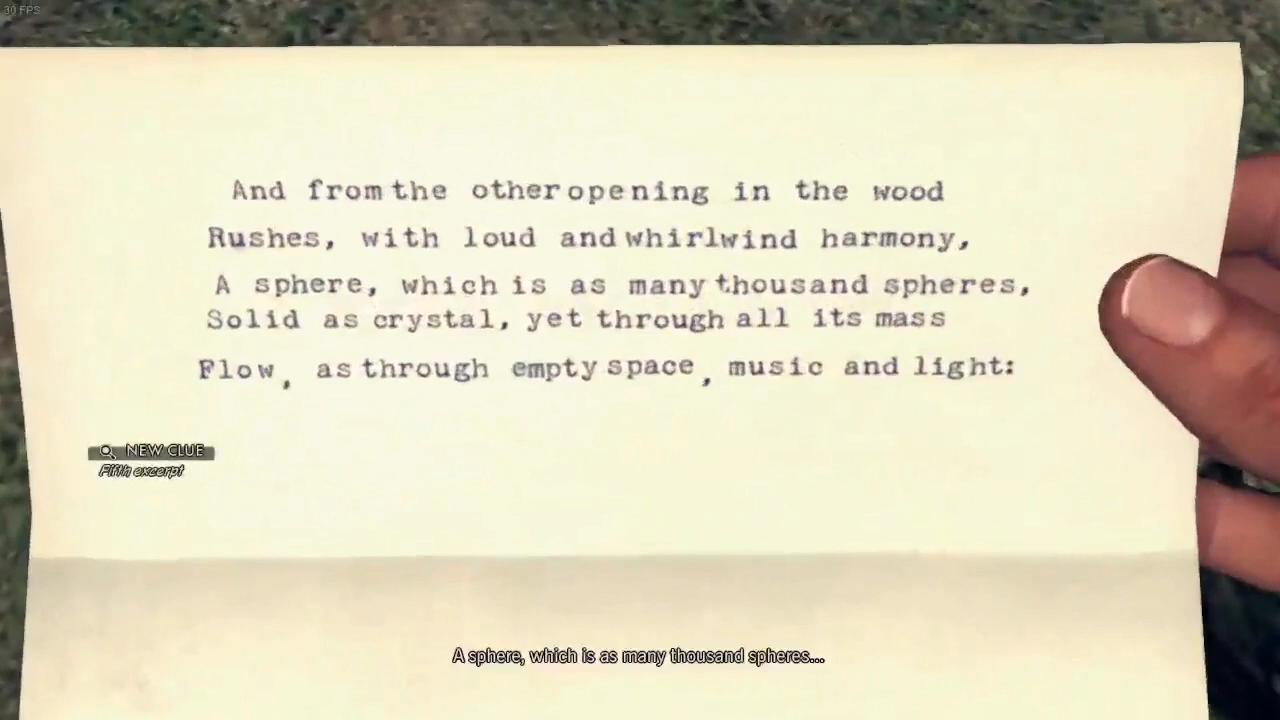 30 FPS
And from the other opening in the wood
Rushes, with loud and whirlwind harmony,
A sphere, which is as many thousand spheres,
Solid as crystal, yet through all its mass
Flow, as through empty space, music and light:
NEW CLUE
Fifth excerpt
A sphere, which is as many thousand spheres...